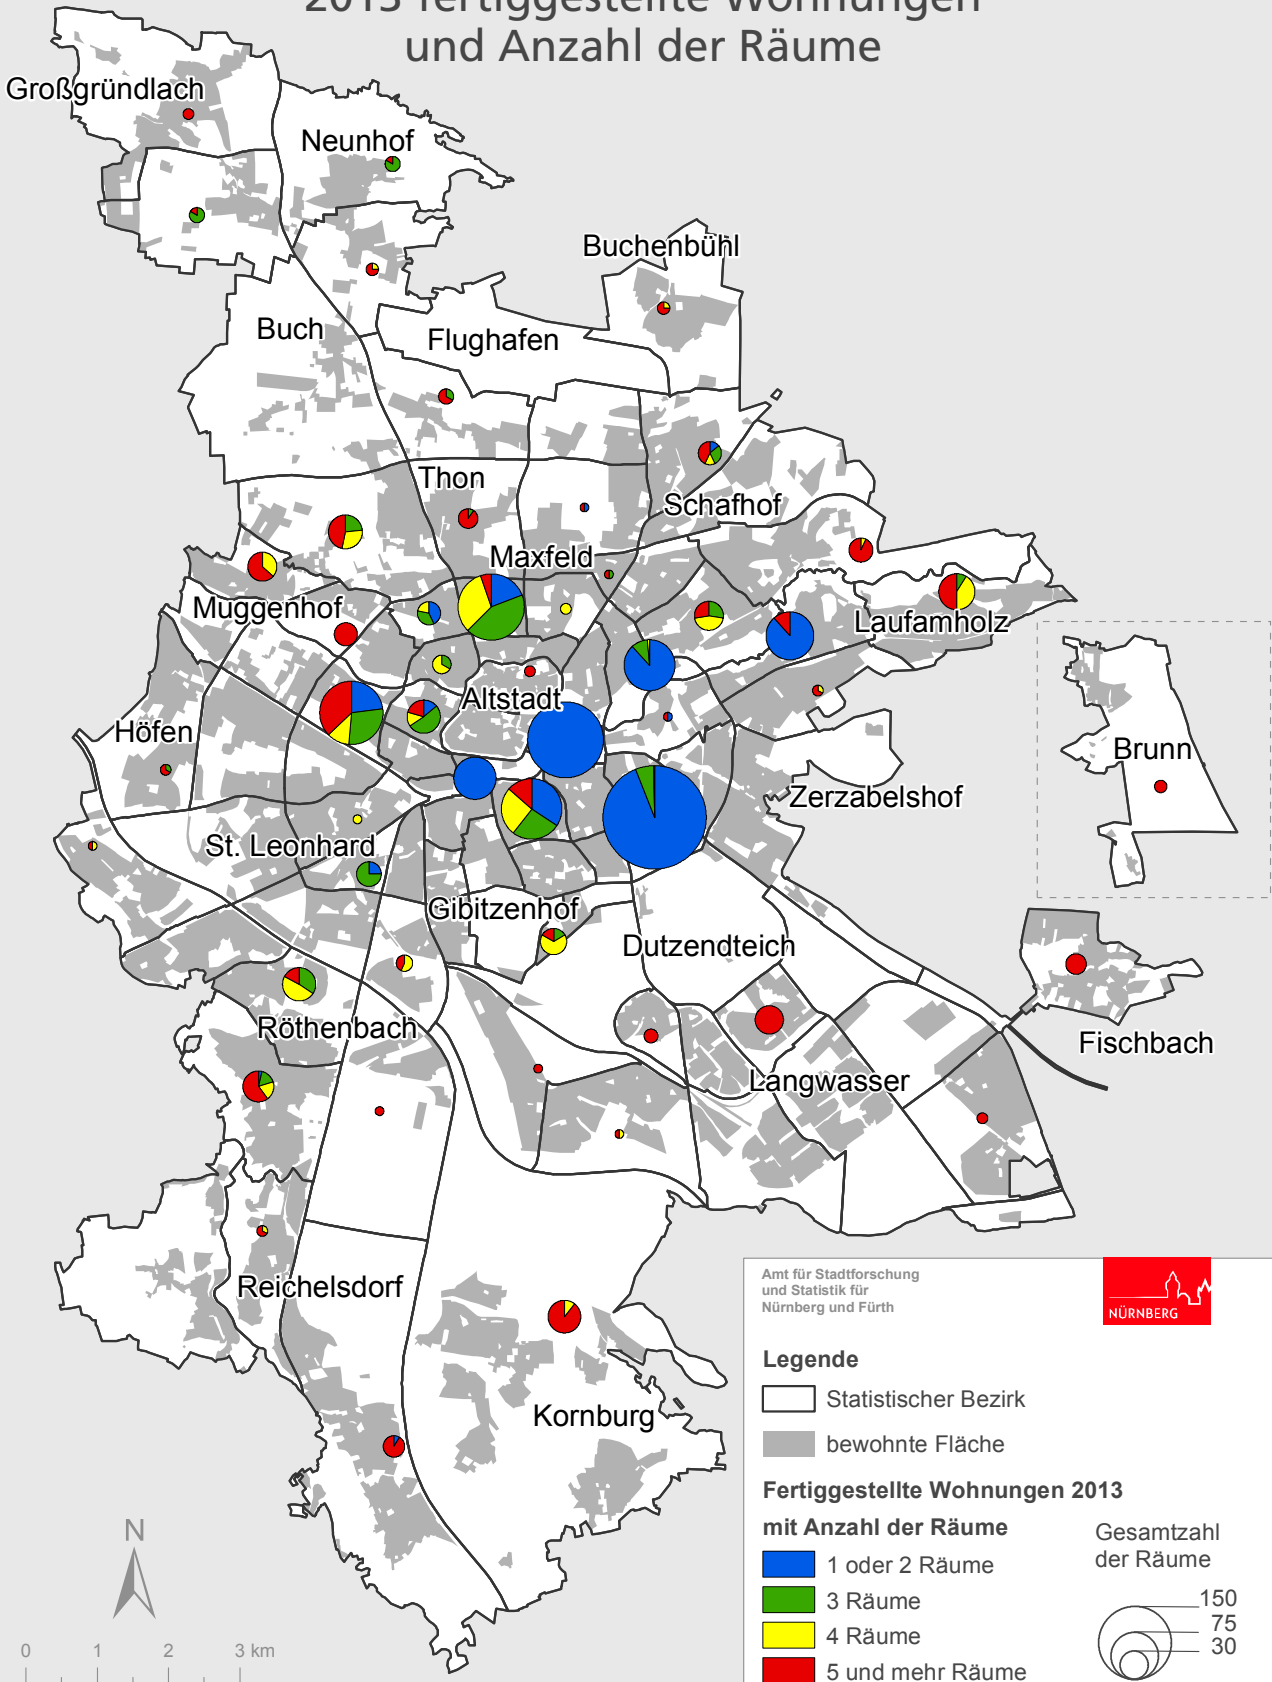 2013 fertiggestellte Wohnungen
und Anzahl der Räume
Großgründlach
Neunhof
Buchenbühl
Buch
Flughafen
Thon
Schafhof
Maxfeld
Muggenhof
Laufamholz
Altstadt
Höfen
Brunn
Zerzabelshof
St. Leonhard
Gibitzenhof
Dutzendteich
Röthenbach
Fischbach
Langwasser
Reichelsdorf
Kornburg
N
0 1 2 3 km
Amt für Stadtforschung
und Statistik für
Nürnberg und Fürth
NÜRNBERG
Legende
Statistischer Bezirk
bewohnte Fläche
Fertiggestellte Wohnungen 2013
mit Anzahl der Räume
1 oder 2 Räume
3 Räume
4 Räume
5 und mehr Räume
Gesamtzahl
der Räume
150
75
30